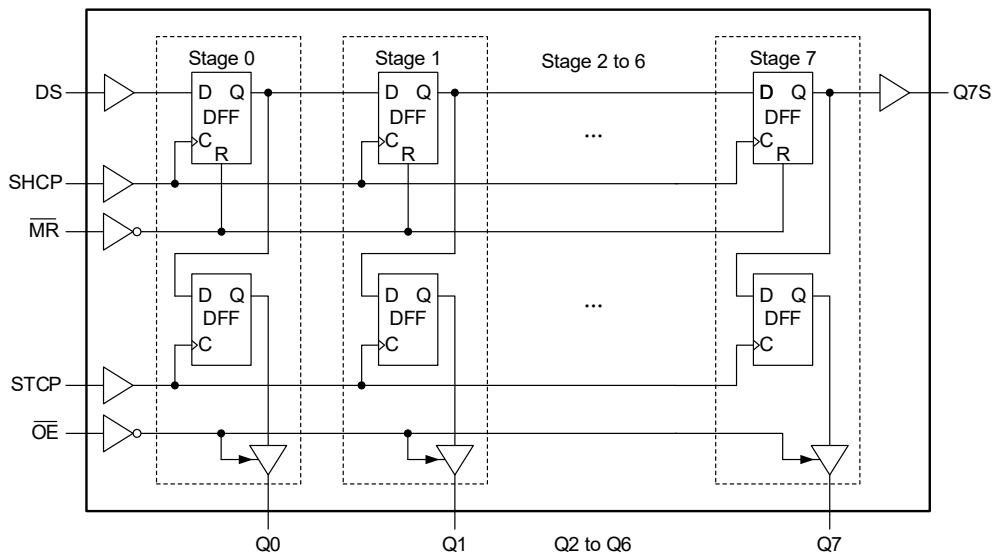 Stage 0
Stage 1
Stage 2 to 6
Stage 7
DS
D Q
DFF
C
R
D Q
DFF
C
R
...
D Q
DFF
C
R
Q7S
SHCP
MR
D Q
DFF
C
D Q
DFF
C
...
D Q
DFF
C
STCP
OE
Q0
Q1
Q2 to Q6
Q7